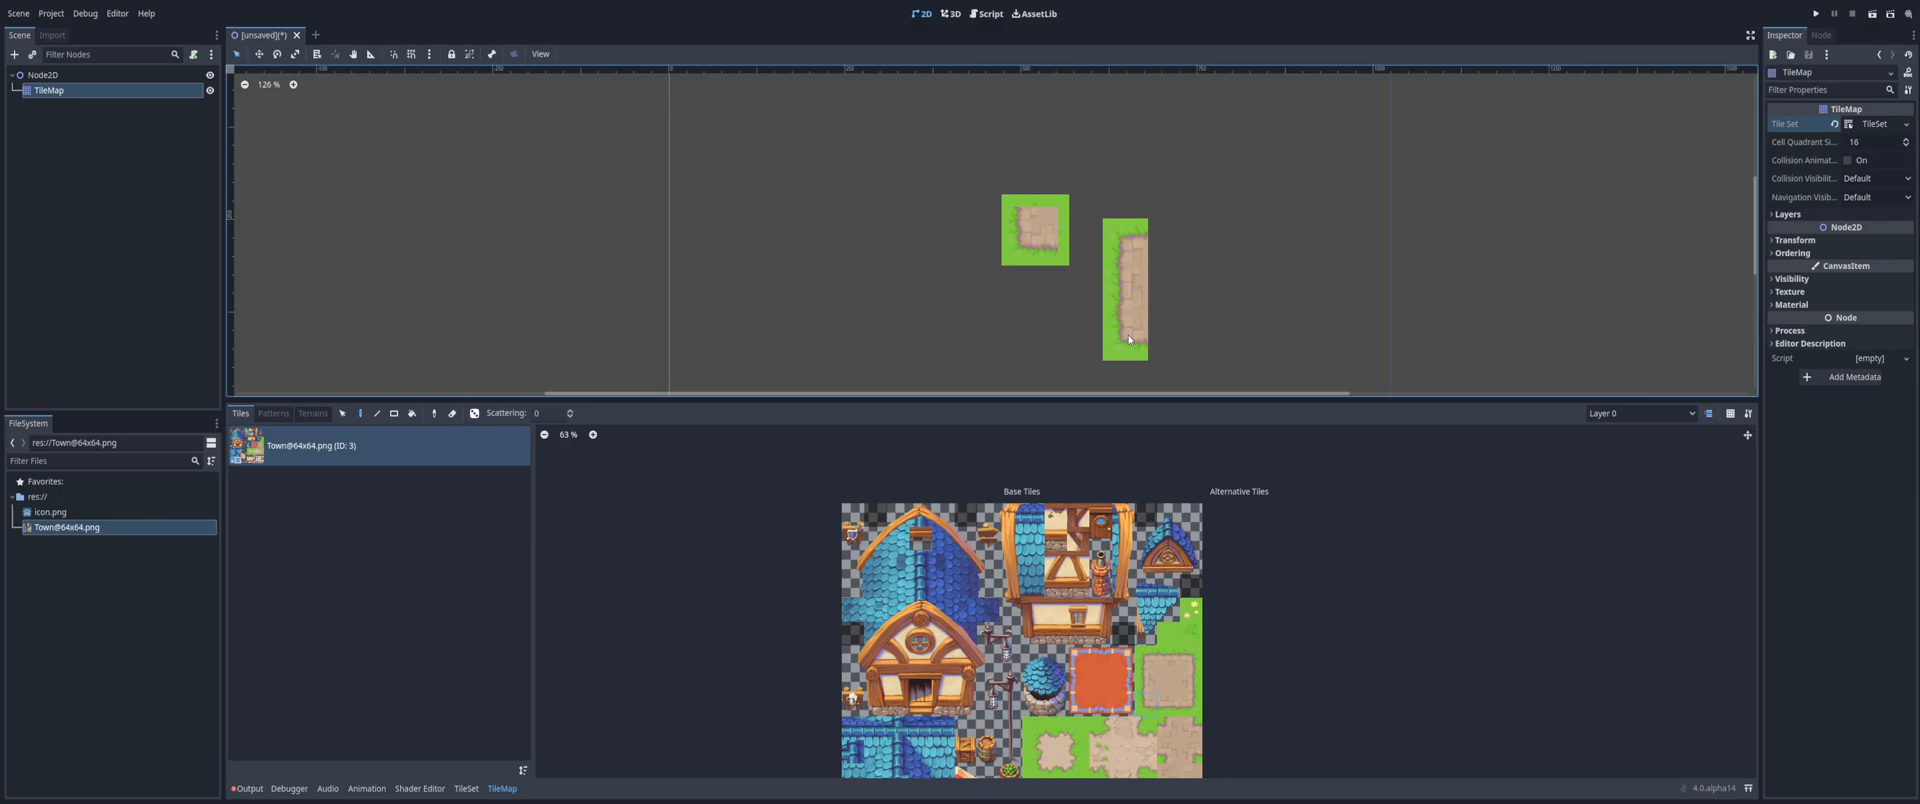 Scene Project Debug Editor Help
2D 3D Script AssetLib
Scene Import
[unsaved](*)
Inspector Node
Filter Nodes
View
Node2D
TileMap
126 %
TileMap
Filter Properties
TileMap
Tile Set TileSet
Cell Quadrant Si... 16
Collision Animat... On
Collision Visibilit... Default
Navigation Visib... Default
Layers
Node2D
Transform
Ordering
CanvasItem
Visibility
Texture
Material
Node
Process
Editor Description
Script [empty]
Add Metadata
FileSystem
res://Town@64x64.png
Filter Files
Favorites:
res://
icon.png
Town@64x64.png
Tiles Patterns Terrains Scattering: 0 Layer 0
Town@64x64.png (ID: 3)
63 %
Base Tiles Alternative Tiles
Output Debugger Audio Animation Shader Editor TileSet TileMap 4.0.alpha14